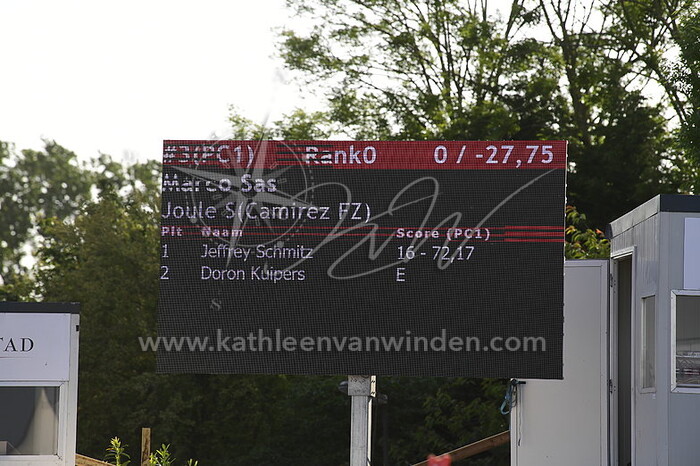 #3(PC1) Rank0 0 / -27,75
Marco Sas
Joule S(Camirez FZ)
Plt Naam Score (PC1)
1 Jeffrey Schmitz 16 - 72,17
2 Doron Kuipers E
www.kathleenvanwinden.com
TAD